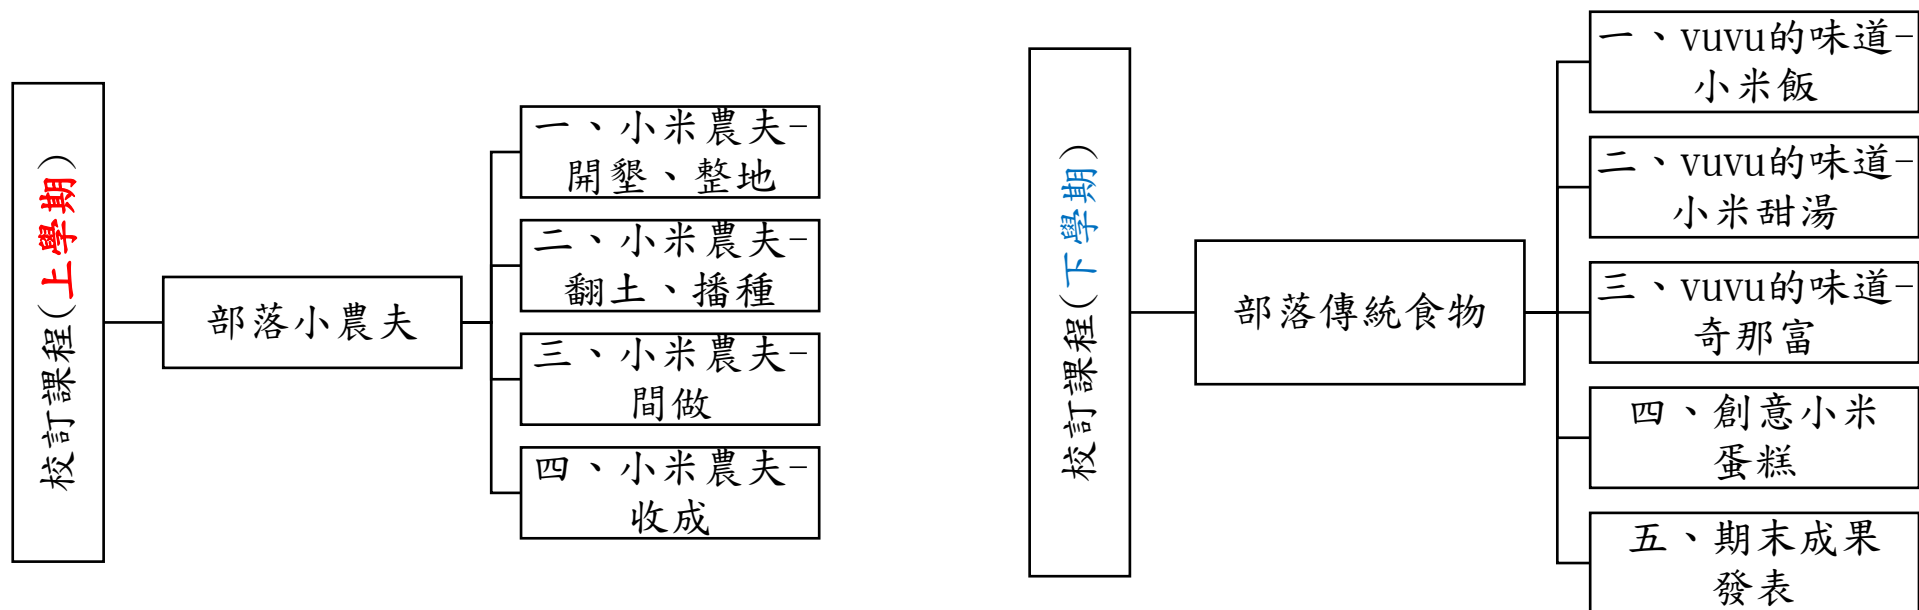 校訂課程(上學期)
部落小農夫
一、小米農夫-
開墾、整地
二、小米農夫-
翻土、播種
三、小米農夫-
間做
四、小米農夫-
收成
校訂課程(下學期)
部落傳統食物
一、vuvu的味道-
小米飯
二、vuvu的味道-
小米甜湯
三、vuvu的味道-
奇那富
四、創意小米
蛋糕
五、期末成果
發表